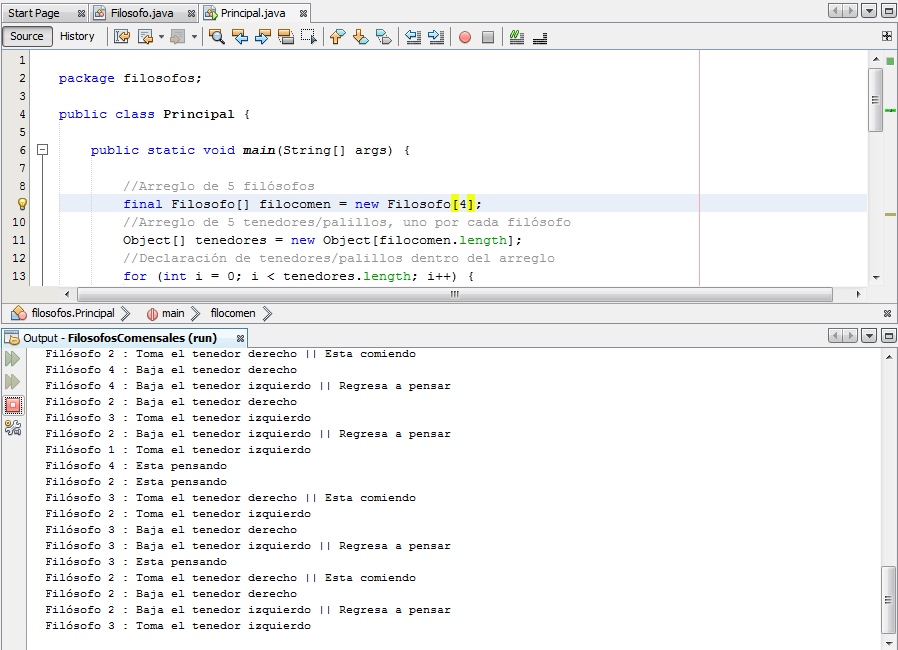 Start Page Filosofo.java Principal.java
Source History
1
2 package filosofos;
3
4 public class Principal {
5
6 public static void main(String[] args) {
7
8 //Arreglo de 5 filósofos
final Filosofo[] filocomen = new Filosofo[4];
10 //Arreglo de 5 tenedores/palillos, uno por cada filósofo
11 Object[] tenedores = new Object[filocomen.length];
12 //Declaración de tenedores/palillos dentro del arreglo
13 for (int i = 0; i < tenedores.length; i++) {
filosofos.Principal main filocomen
Output - FilosofosComensales (run)
Filósofo 2 : Toma el tenedor derecho || Esta comiendo
Filósofo 4 : Baja el tenedor derecho
Filósofo 4 : Baja el tenedor izquierdo || Regresa a pensar
Filósofo 2 : Baja el tenedor derecho
Filósofo 3 : Toma el tenedor izquierdo
Filósofo 2 : Baja el tenedor izquierdo || Regresa a pensar
Filósofo 1 : Toma el tenedor izquierdo
Filósofo 4 : Esta pensando
Filósofo 2 : Esta pensando
Filósofo 3 : Toma el tenedor derecho || Esta comiendo
Filósofo 2 : Toma el tenedor izquierdo
Filósofo 3 : Baja el tenedor derecho
Filósofo 3 : Baja el tenedor izquierdo || Regresa a pensar
Filósofo 3 : Esta pensando
Filósofo 2 : Toma el tenedor derecho || Esta comiendo
Filósofo 2 : Baja el tenedor derecho
Filósofo 2 : Baja el tenedor izquierdo || Regresa a pensar
Filósofo 3 : Toma el tenedor izquierdo